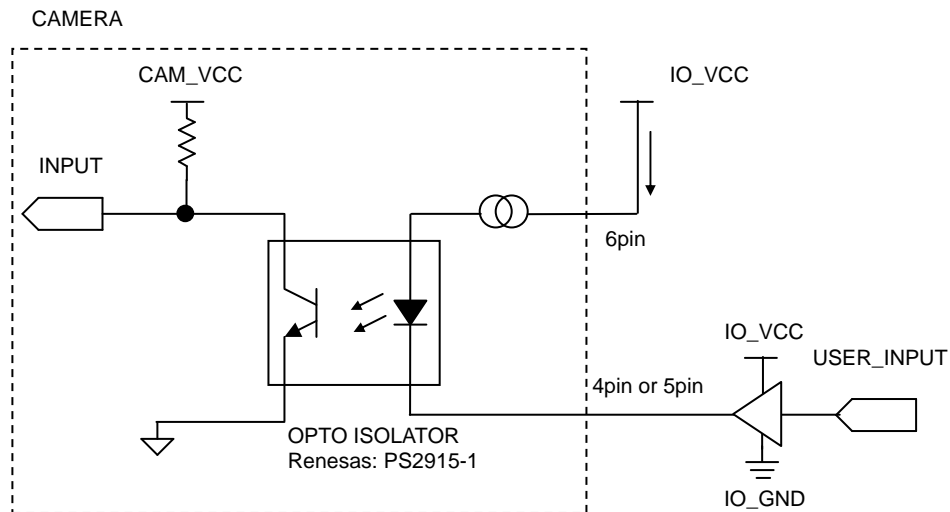 CAMERA
CAM_VCC
IO_VCC
INPUT
6pin
IO_VCC
USER_INPUT
4pin or 5pin
OPTO ISOLATOR
Renesas: PS2915-1
IO_GND